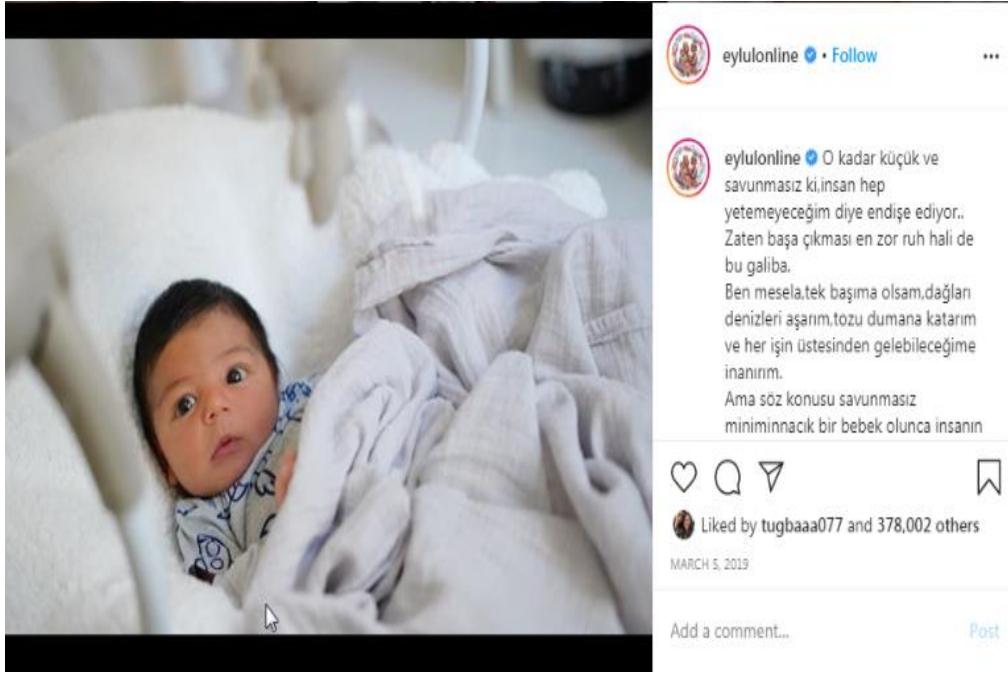 eylulonline • Follow
eylulonline O kadar küçük ve
savunmasız ki,insan hep
yetemeyeceğim diye endişe ediyor..
Zaten başa çıkması en zor ruh hali de
bu galiba.
Ben mesela,tek başıma olsam,dağları
denizleri aşarım,tozu dumana katarım
ve her işin üstesinden gelebileceğime
inanırım.
Ama söz konusu savunmasız
miniminnacık bir bebek olunca insanın
Liked by tugbaaa077 and 378,002 others
MARCH 5, 2019
Add a comment...
Post